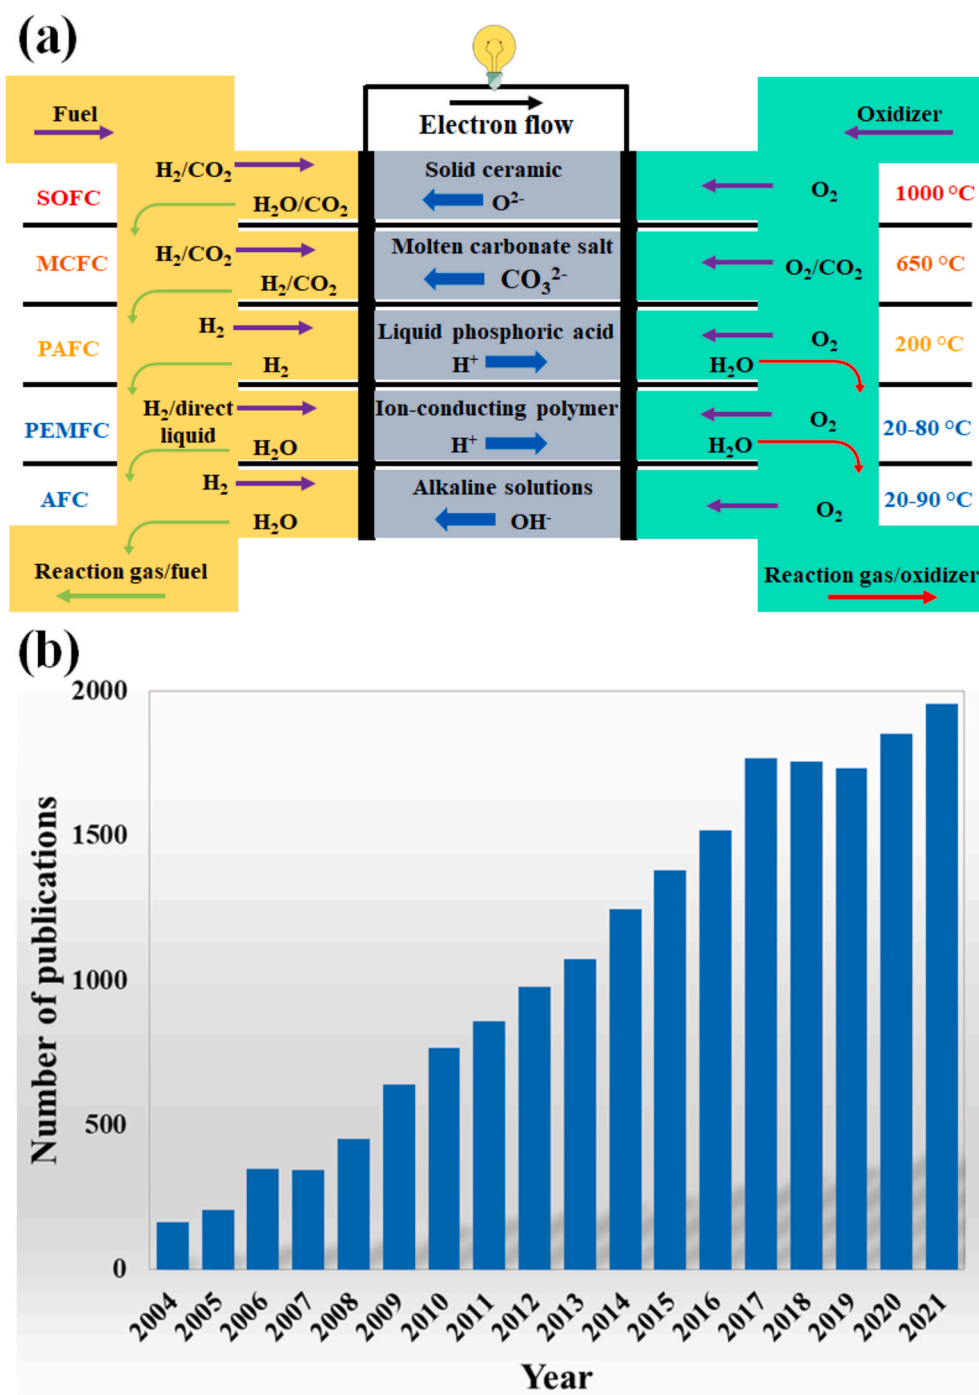 (a)
Fuel
Electron flow
Oxidizer
SOFC
H₂/CO₂
H₂O/CO₂
Solid ceramic
O²⁻
O₂
1000 °C
MCFC
H₂/CO₂
H₂/CO₂
Molten carbonate salt
CO₃²⁻
O₂/CO₂
650 °C
PAFC
H₂
H₂
Liquid phosphoric acid
H⁺
O₂
H₂O
200 °C
PEMFC
H₂/direct
liquid
H₂O
Ion-conducting polymer
H⁺
O₂
H₂O
20-80 °C
AFC
H₂
H₂O
Alkaline solutions
OH⁻
O₂
20-90 °C
Reaction gas/fuel
Reaction gas/oxidizer
(b)
Number of publications
2000
1500
1000
500
0
2004 2005 2006 2007 2008 2009 2010 2011 2012 2013 2014 2015 2016 2017 2018 2019 2020 2021
Year